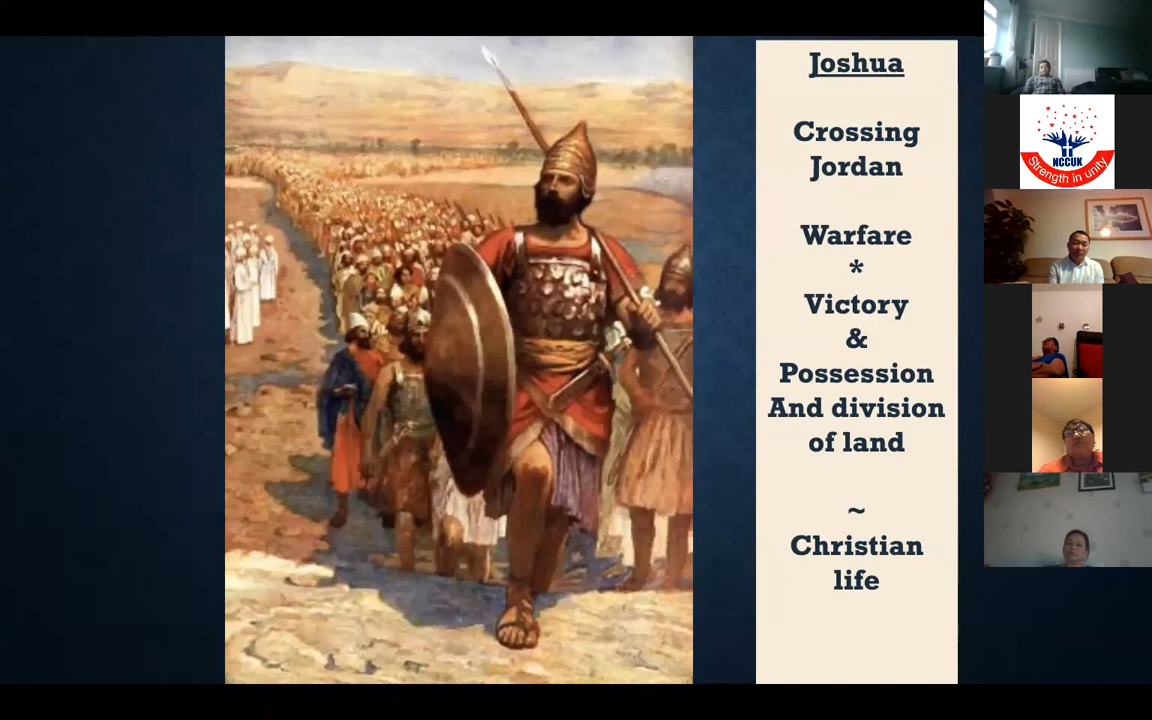 Joshua
Crossing
Jordan
Warfare
*
Victory
&
Possession
And division
of land
~
Christian
life
NCCUK
Strength in unity